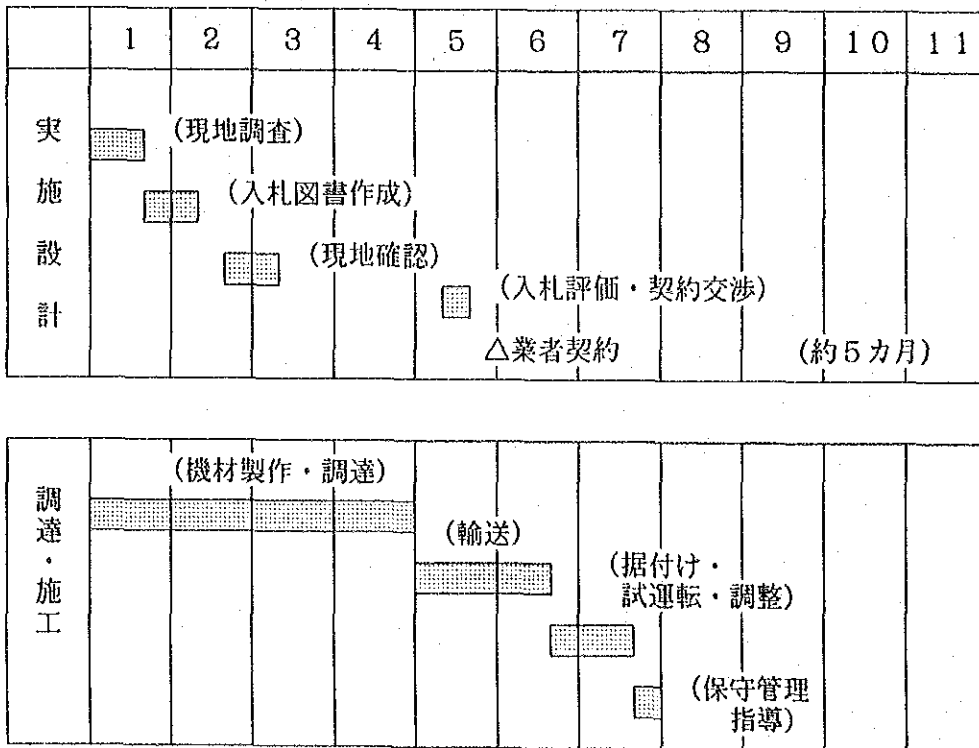 1 2 3 4 5 6 7 8 9 10 11
実施設計
(現地調査)
(入札図書作成)
(現地確認)
(入札評価・契約交渉)
△業者契約 (約5カ月)
調達・施工
(機材製作・調達)
(輸送)
(据付け・
試運転・調整)
(保守管理
指導)